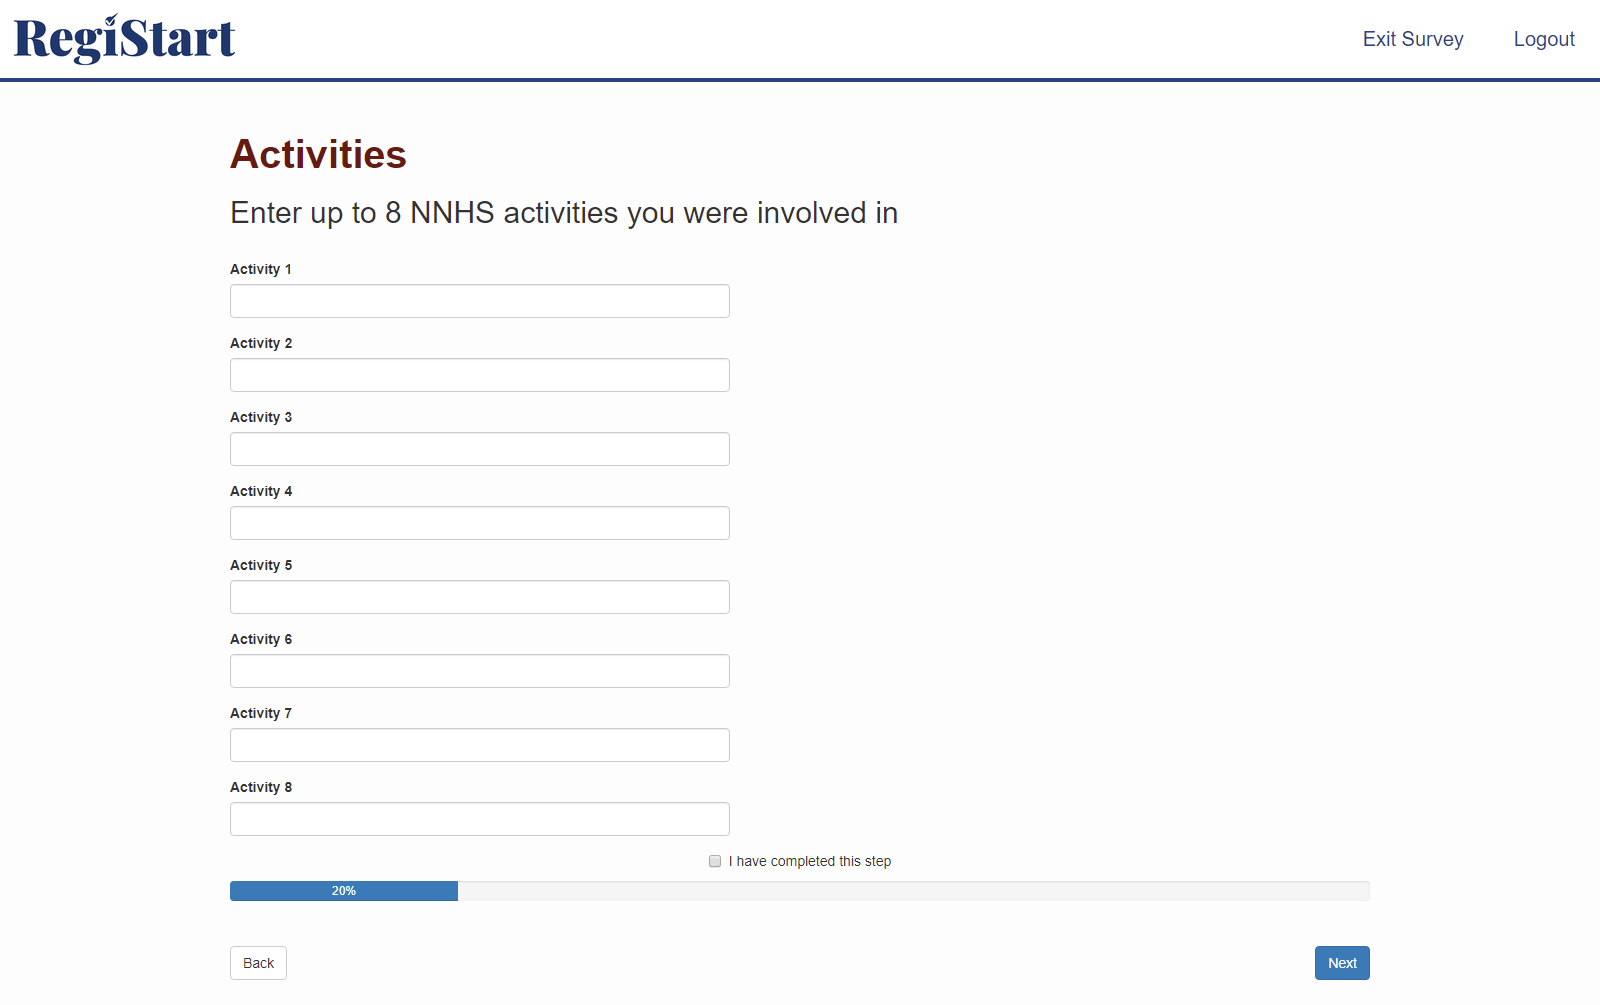 RegiStart
Exit Survey
Logout
Activities
Enter up to 8 NNHS activities you were involved in
Activity 1
Activity 2
Activity 3
Activity 4
Activity 5
Activity 6
Activity 7
Activity 8
I have completed this step
20%
Back
Next